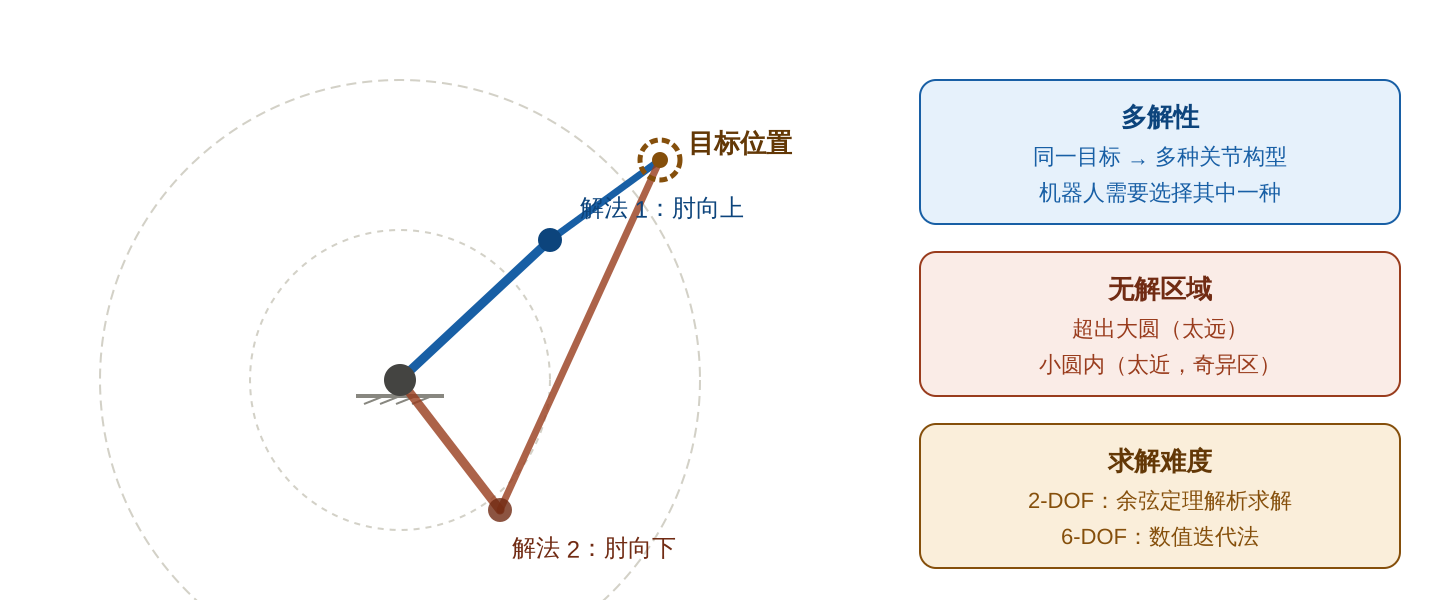 目标位置
解法 1：肘向上
解法 2：肘向下
多解性
同一目标 → 多种关节构型
机器人需要选择其中一种
无解区域
超出大圆（太远）
小圆内（太近，奇异区）
求解难度
2-DOF：余弦定理解析求解
6-DOF：数值迭代法